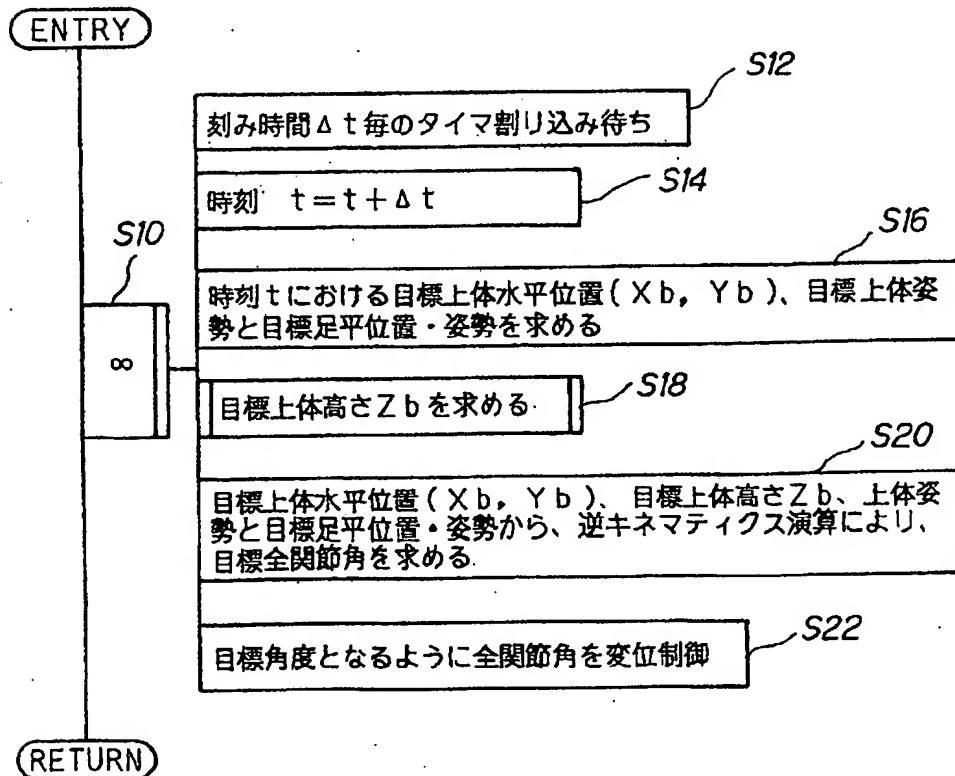 ENTRY
S12
刻み時間Δt毎のタイマ割り込み待ち
S14
時刻 t=t+Δt
S10
S16
時刻tにおける目標上体水平位置(Xb,Yb)、目標上体姿
勢と目標足平位置・姿勢を求める
∞
S18
目標上体高さZbを求める
S20
目標上体水平位置(Xb,Yb)、目標上体高さZb、上体姿
勢と目標足平位置・姿勢から、逆キネマティクス演算により、
目標全関節角を求める
S22
目標角度となるように全関節角を変位制御
RETURN